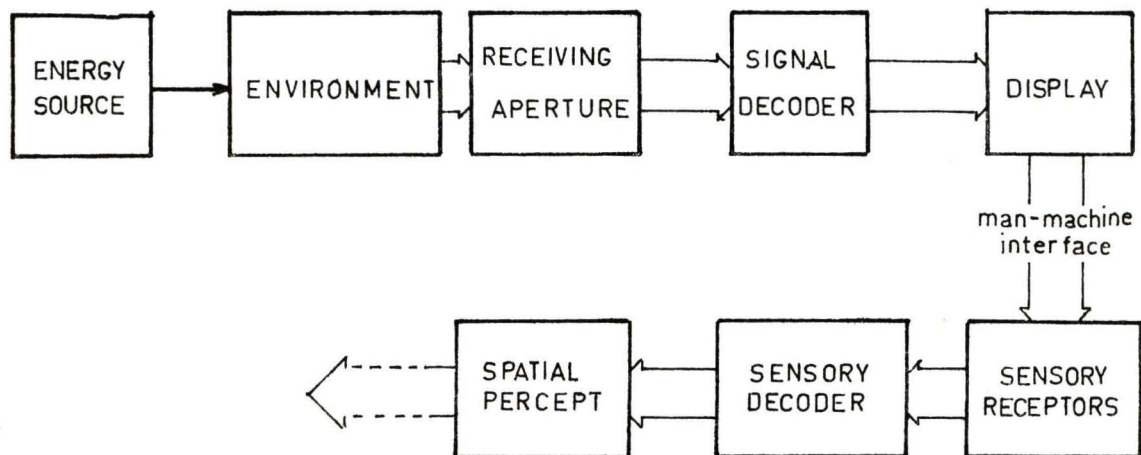 ENERGY
SOURCE
ENVIRONMENT
RECEIVING
APERTURE
SIGNAL
DECODER
DISPLAY
man-machine
interface
SPATIAL
PERCEPT
SENSORY
DECODER
SENSORY
RECEPTORS